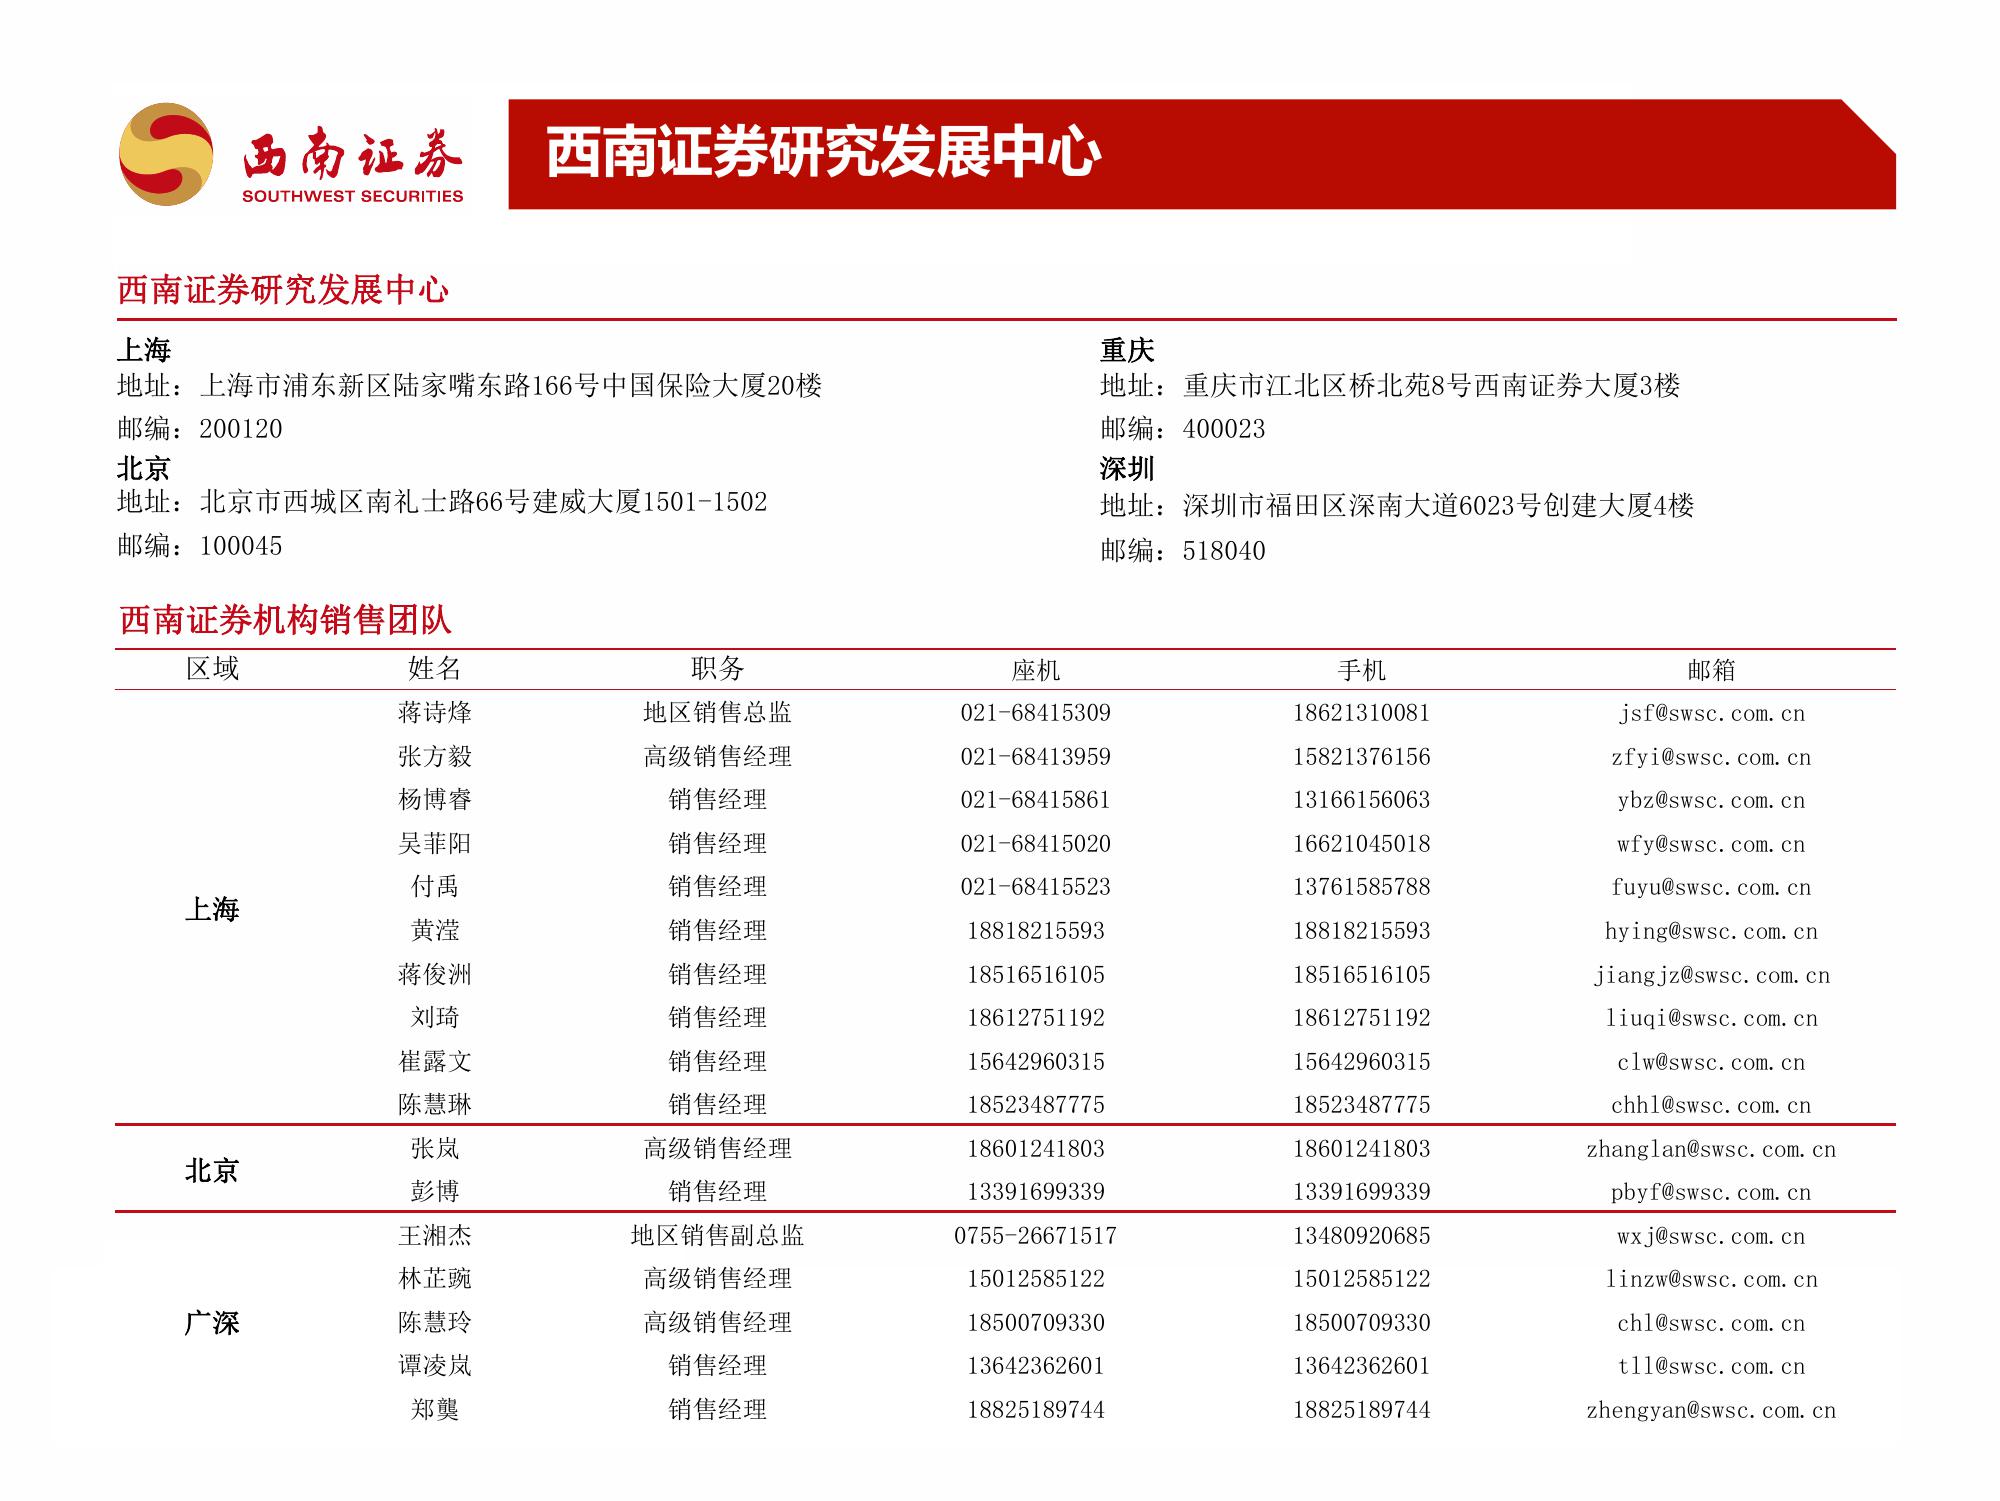 西南证券
SOUTHWEST SECURITIES
西南证券研究发展中心
西南证券研究发展中心
上海
地址：上海市浦东新区陆家嘴东路166号中国保险大厦20楼
邮编：200120
北京
地址：北京市西城区南礼士路66号建威大厦1501-1502
邮编：100045
重庆
地址：重庆市江北区桥北苑8号西南证券大厦3楼
邮编：400023
深圳
地址：深圳市福田区深南大道6023号创建大厦4楼
邮编：518040
西南证券机构销售团队
区域 姓名 职务 座机 手机 邮箱
上海
蒋诗烽 地区销售总监 021-68415309 18621310081 jsf@swsc.com.cn
张方毅 高级销售经理 021-68413959 15821376156 zfyi@swsc.com.cn
杨博睿 销售经理 021-68415861 13166156063 ybz@swsc.com.cn
吴菲阳 销售经理 021-68415020 16621045018 wfy@swsc.com.cn
付禹 销售经理 021-68415523 13761585788 fuyu@swsc.com.cn
黄滢 销售经理 18818215593 18818215593 hying@swsc.com.cn
蒋俊洲 销售经理 18516516105 18516516105 jiangjz@swsc.com.cn
刘琦 销售经理 18612751192 18612751192 liuqi@swsc.com.cn
崔露文 销售经理 15642960315 15642960315 clw@swsc.com.cn
陈慧琳 销售经理 18523487775 18523487775 chhl@swsc.com.cn
北京
张岚 高级销售经理 18601241803 18601241803 zhanglan@swsc.com.cn
彭博 销售经理 13391699339 13391699339 pbyf@swsc.com.cn
广深
王湘杰 地区销售副总监 0755-26671517 13480920685 wxj@swsc.com.cn
林芷豌 高级销售经理 15012585122 15012585122 linzw@swsc.com.cn
陈慧玲 高级销售经理 18500709330 18500709330 chl@swsc.com.cn
谭凌岚 销售经理 13642362601 13642362601 tll@swsc.com.cn
郑龑 销售经理 18825189744 18825189744 zhengyan@swsc.com.cn